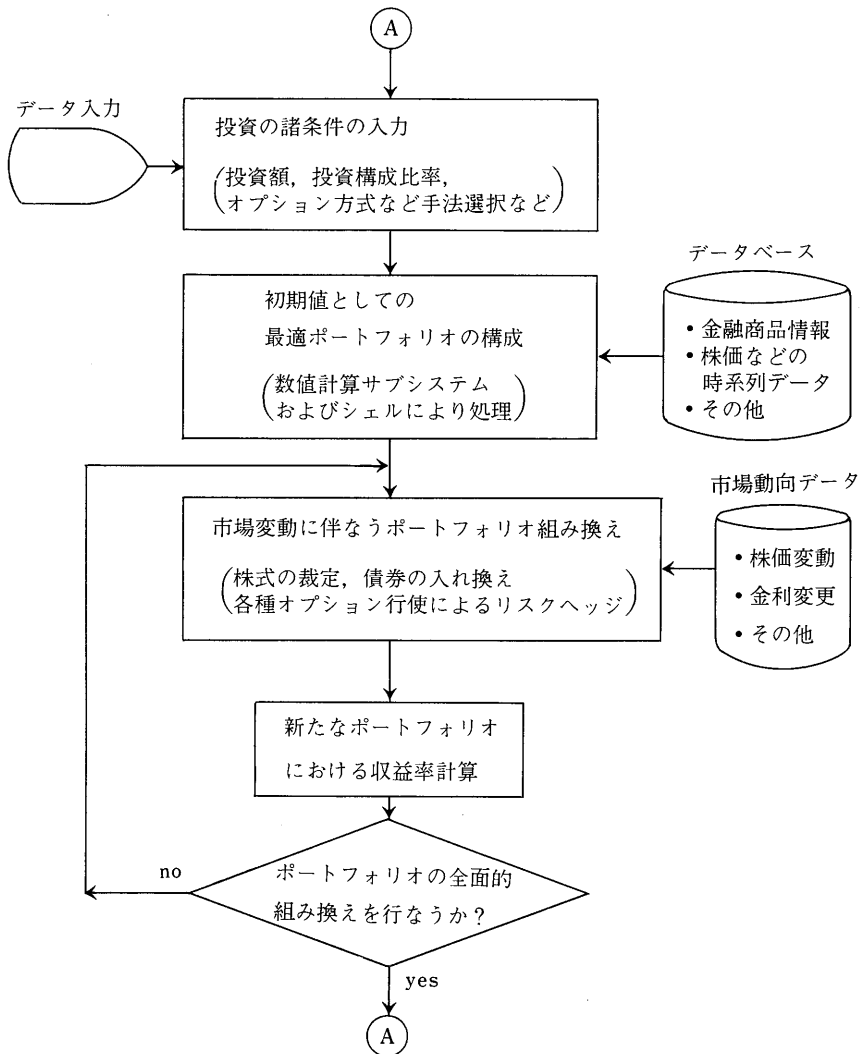 A
データ入力
投資の諸条件の入力
(投資額,投資構成比率,
オプション方式など手法選択など)
初期値としての
最適ポートフォリオの構成
(数値計算サブシステム
およびシェルにより処理)
データベース
• 金融商品情報
• 株価などの
時系列データ
• その他
市場変動に伴なうポートフォリオ組み換え
(株式の裁定,債券の入れ換え
各種オプション行使によるリスクヘッジ)
市場動向データ
• 株価変動
• 金利変更
• その他
新たなポートフォリオ
における収益率計算
ポートフォリオの全面的
組み換えを行なうか?
no
yes
A